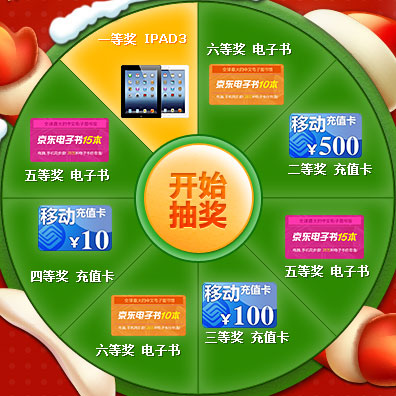 一等奖 IPAD3
六等奖 电子书
京东电子书10本
移动 充值卡
¥500
二等奖 充值卡
京东电子书15本
五等奖 电子书
移动 充值卡
¥100
三等奖 充值卡
京东电子书10本
六等奖 电子书
移动 充值卡
¥10
四等奖 充值卡
京东电子书15本
五等奖 电子书
开始
抽奖